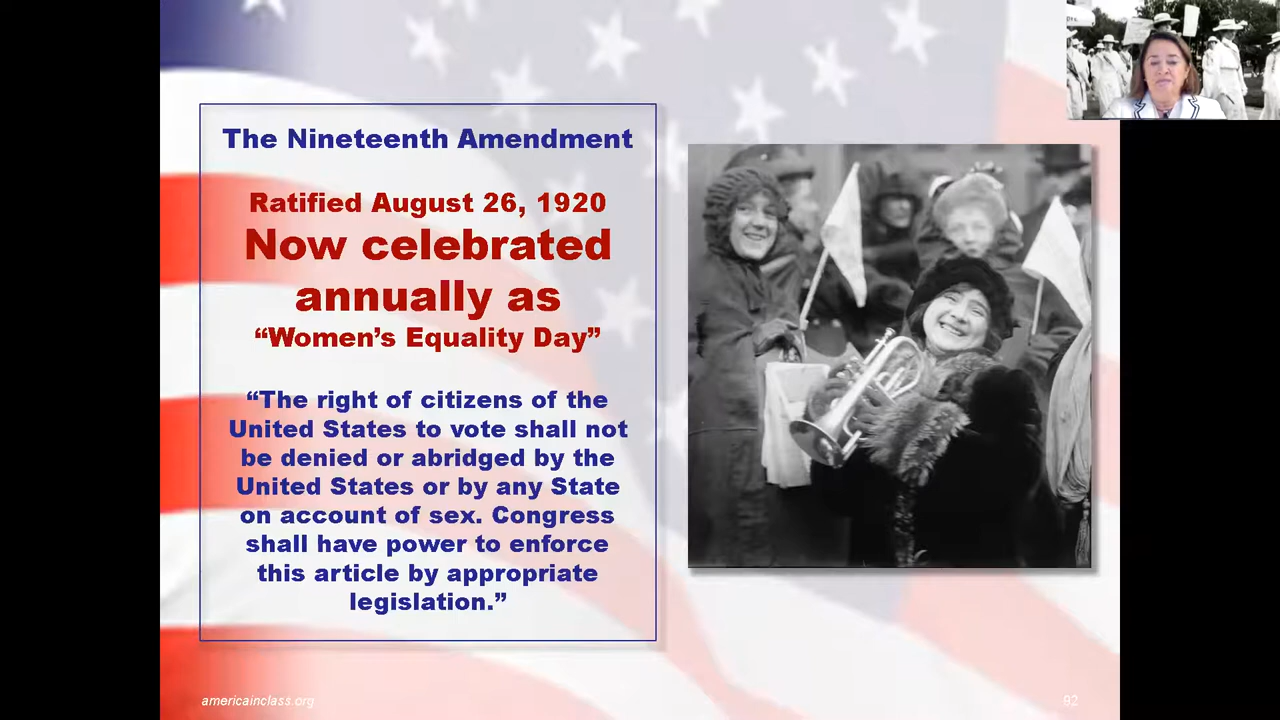 The Nineteenth Amendment
Ratified August 26, 1920
Now celebrated
annually as
“Women’s Equality Day”
“The right of citizens of the
United States to vote shall not
be denied or abridged by the
United States or by any State
on account of sex. Congress
shall have power to enforce
this article by appropriate
legislation.”
americainclass.org
92